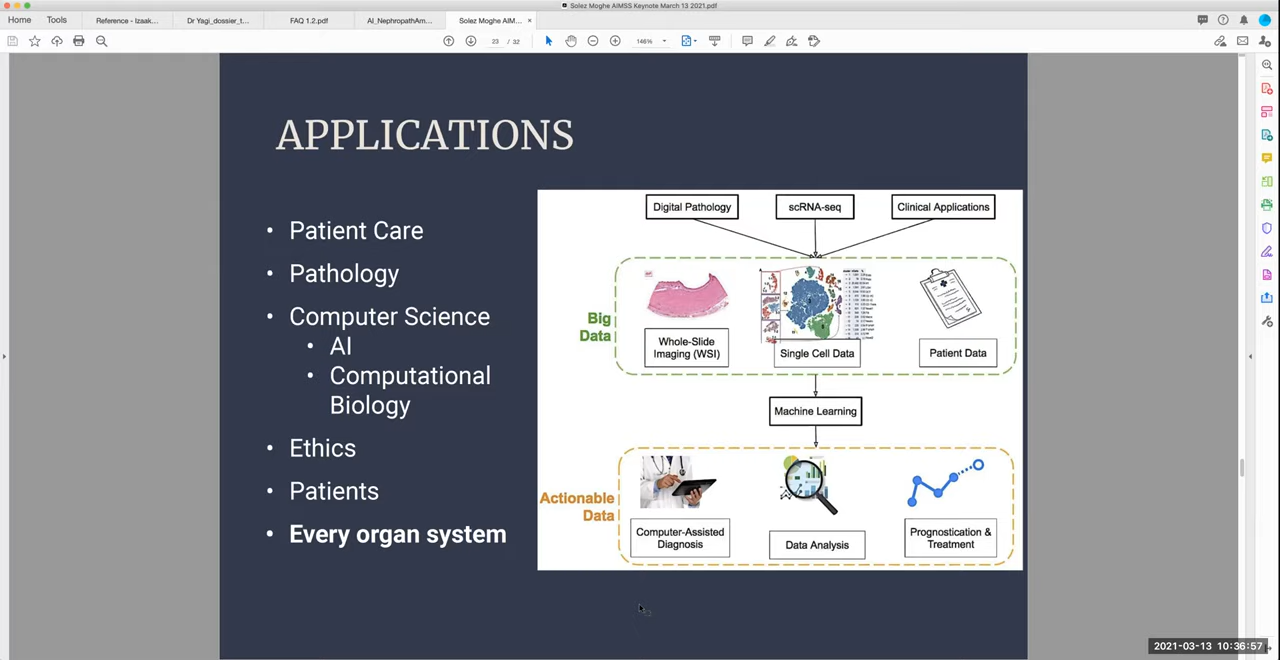 Solez Moghe AIMSS Keynote March 13 2021.pdf
Home Tools Reference - Izaak... Dr Yagi_dossier_t... FAQ 1.2.pdf AI_NephropathAm... Solez Moghe AIM... ×
23 / 32 146%
APPLICATIONS
• Patient Care
• Pathology
• Computer Science
• AI
• Computational
Biology
• Ethics
• Patients
• Every organ system
Digital Pathology scRNA-seq Clinical Applications
Big
Data
Whole-Slide
Imaging (WSI)
Single Cell Data
Patient Data
Machine Learning
Actionable
Data
Computer-Assisted
Diagnosis
Data Analysis
Prognostication &
Treatment
2021-03-13 10:36:57